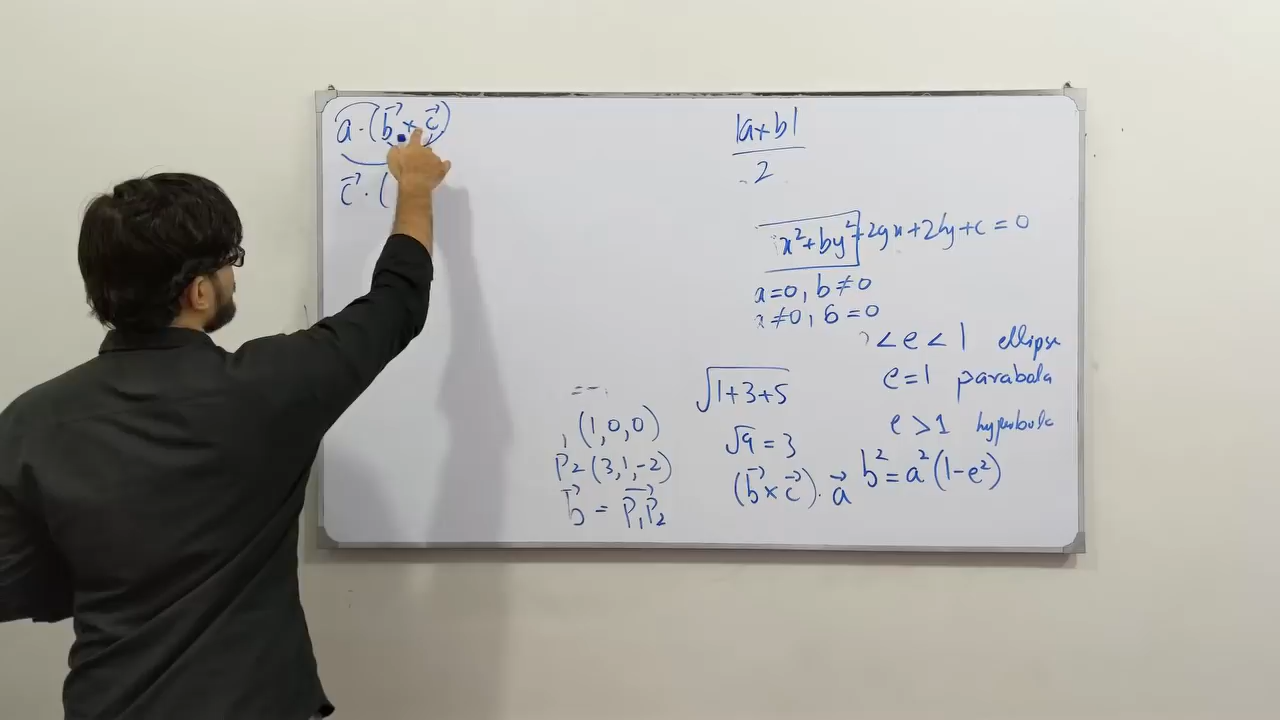 a · (b⃗ × c⃗)
c⃗ · (
|a×b|
2
x²+by²+2gx+2fy+c=0
a=0, b≠0
≠0, b=0
<e<1 ellipse
e=1 parabola
e>1 hyperbola
√1+3+5
√9=3
(b⃗×c⃗)·a⃗
b²=a²(1-e²)
(1,0,0)
P₂(3,1,-2)
b⃗ = P₁P₂⃗